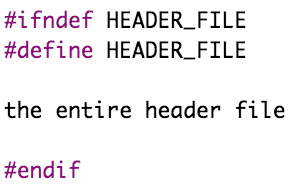 #ifndef HEADER_FILE
#define HEADER_FILE
the entire header file
#endif